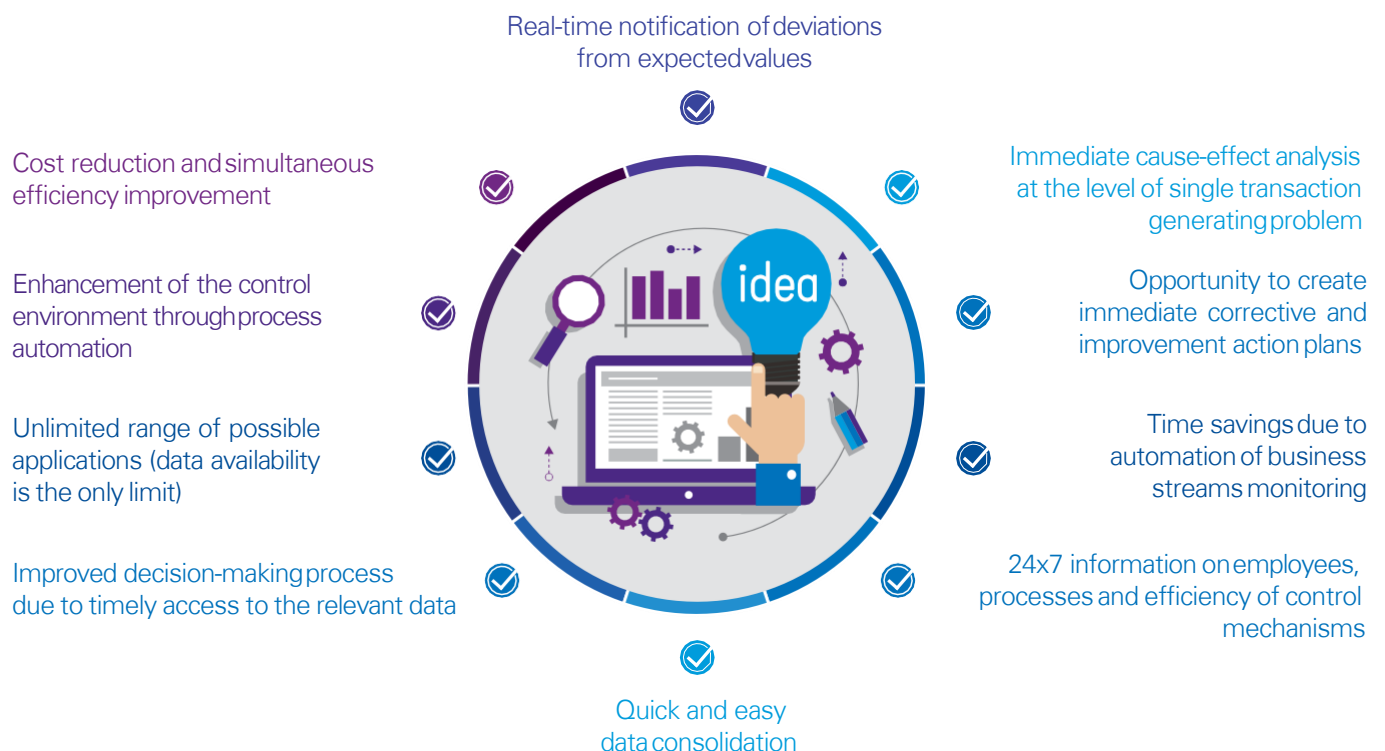 Real-time notification of deviations
from expected values
Cost reduction and simultaneous
efficiency improvement
Immediate cause-effect analysis
at the level of single transaction
generating problem
Enhancement of the control
environment through process
automation
Opportunity to create
immediate corrective and
improvement action plans
idea
Unlimited range of possible
applications (data availability
is the only limit)
Time savings due to
automation of business
streams monitoring
Improved decision-making process
due to timely access to the relevant data
24x7 information on employees,
processes and efficiency of control
mechanisms
Quick and easy
data consolidation